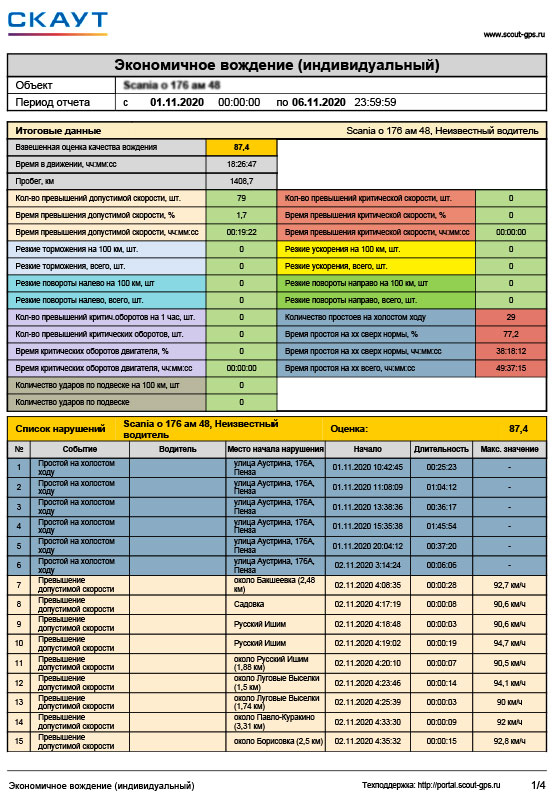 СКАУТ
www.scout-gps.ru
Экономичное вождение (индивидуальный)
Объект Scania о 176 ам 48
Период отчета с 01.11.2020 00:00:00 по 06.11.2020 23:59:59
Итоговые данные Scania о 176 ам 48, Неизвестный водитель
Взвешенная оценка качества вождения 87,4
Время в движении, чч:мм:сс 18:26:47
Пробег, км 1408,7
Кол-во превышений допустимой скорости, шт. 79 Кол-во превышений критической скорости, шт. 0
Время превышения допустимой скорости, % 1,7 Время превышения критической скорости, % 0
Время превышения допустимой скорости, чч:мм:сс 00:19:22 Время превышения критической скорости, чч:мм:сс 00:00:00
Резкие торможения на 100 км, шт. 0 Резкие ускорения на 100 км, шт. 0
Резкие торможения, всего, шт. 0 Резкие ускорения, всего, шт. 0
Резкие повороты налево на 100 км, шт 0 Резкие повороты направо на 100 км, шт 0
Резкие повороты налево, всего, шт. 0 Резкие повороты направо, всего, шт. 0
Кол-во превышений критич.оборотов на 1 час, шт. 0 Количество простоев на холостом ходу 29
Кол-во превышений критических оборотов, шт. 0 Время простоя на хх сверх нормы, % 77,2
Время критических оборотов двигателя, % 0 Время простоя на хх сверх нормы, чч:мм:сс 38:18:12
Время критических оборотов двигателя, чч:мм:сс 00:00:00 Время простоя на хх всего, чч:мм:сс 49:37:15
Количество ударов по подвеске на 100 км, шт 0
Количество ударов по подвеске 0
Список нарушений Scania о 176 ам 48, Неизвестный водитель Оценка: 87,4
№ Событие Водитель Место начала нарушения Начало Длительность Макс. значение
1 Простой на холостом ходу улица Аустрина, 176А, Пенза 01.11.2020 10:42:45 00:25:23 -
2 Простой на холостом ходу улица Аустрина, 176А, Пенза 01.11.2020 11:08:09 01:04:12 -
3 Простой на холостом ходу улица Аустрина, 176А, Пенза 01.11.2020 13:38:36 00:36:17 -
4 Простой на холостом ходу улица Аустрина, 176А, Пенза 01.11.2020 15:35:38 01:45:54 -
5 Простой на холостом ходу улица Аустрина, 176А, Пенза 01.11.2020 20:04:12 00:37:20 -
6 Простой на холостом ходу улица Аустрина, 176А, Пенза 02.11.2020 3:14:24 00:06:06 -
7 Превышение допустимой скорости около Бакшеевка (2,48 км) 02.11.2020 4:08:35 00:00:28 92,7 км/ч
8 Превышение допустимой скорости Садовка 02.11.2020 4:17:19 00:00:08 90,6 км/ч
9 Превышение допустимой скорости Русский Ишим 02.11.2020 4:18:48 00:00:03 90,6 км/ч
10 Превышение допустимой скорости Русский Ишим 02.11.2020 4:19:02 00:00:19 94,7 км/ч
11 Превышение допустимой скорости около Русский Ишим (1,88 км) 02.11.2020 4:20:10 00:00:07 90,5 км/ч
12 Превышение допустимой скорости около Луговые Выселки (1,5 км) 02.11.2020 4:23:46 00:00:14 94,1 км/ч
13 Превышение допустимой скорости около Луговые Выселки (1,74 км) 02.11.2020 4:25:39 00:00:03 90 км/ч
14 Превышение допустимой скорости около Павло-Куракино (3,31 км) 02.11.2020 4:33:30 00:00:09 92 км/ч
15 Превышение допустимой скорости около Борисовка (2,5 км) 02.11.2020 4:35:32 00:00:15 92,8 км/ч
Экономичное вождение (индивидуальный) Техподдержка: http://portal.scout-gps.ru 1/4